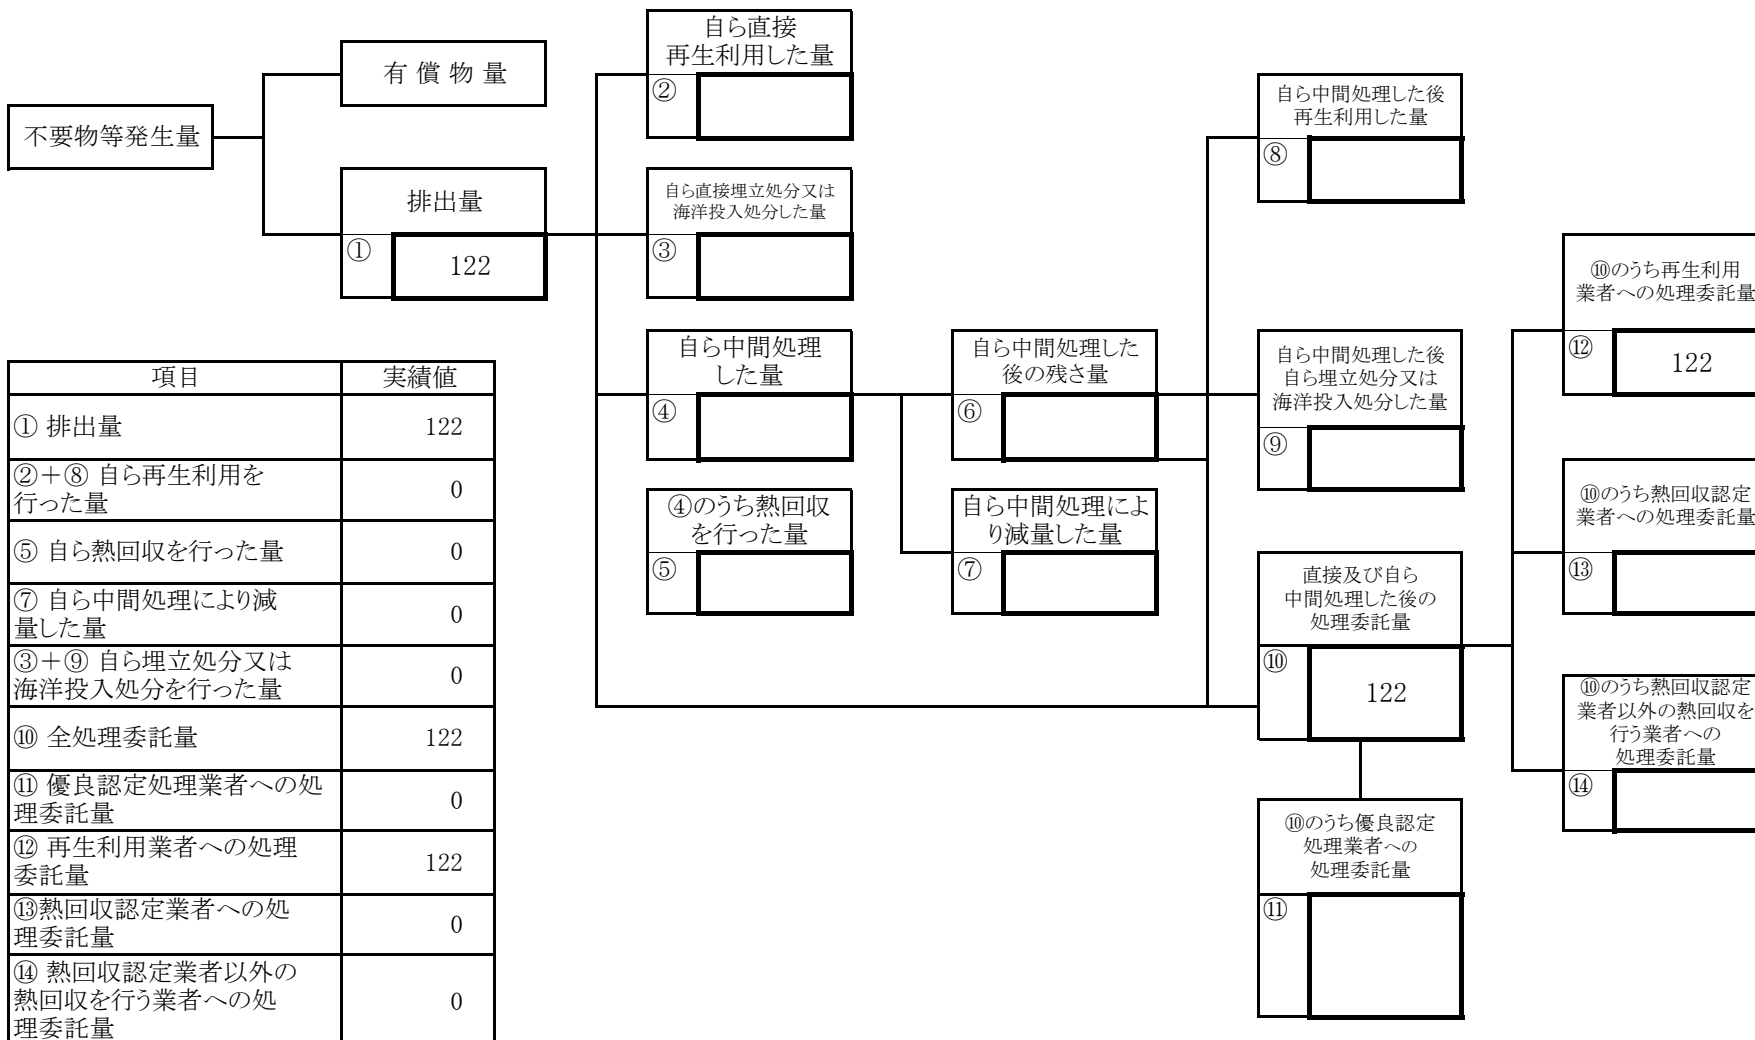 不要物等発生量
有償物量
排出量
①
122
自ら直接
再生利用した量
②
自ら直接埋立処分又は
海洋投入処分した量
③
自ら中間処理
した量
④
④のうち熱回収
を行った量
⑤
自ら中間処理した
後の残さ量
⑥
自ら中間処理によ
り減量した量
⑦
自ら中間処理した後
再生利用した量
⑧
自ら中間処理した後
自ら埋立処分又は
海洋投入処分した量
⑨
直接及び自ら
中間処理した後の
処理委託量
⑩
122
⑩のうち優良認定
処理業者への
処理委託量
⑪
⑩のうち再生利用
業者への処理委託量
⑫
122
⑩のうち熱回収認定
業者への処理委託量
⑬
⑩のうち熱回収認定
業者以外の熱回収を
行う業者への
処理委託量
⑭
項目 実績値
① 排出量 122
②+⑧ 自ら再生利用を
行った量 0
⑤ 自ら熱回収を行った量 0
⑦ 自ら中間処理により減
量した量 0
③+⑨ 自ら埋立処分又は
海洋投入処分を行った量 0
⑩ 全処理委託量 122
⑪ 優良認定処理業者への処
理委託量 0
⑫ 再生利用業者への処理
委託量 122
⑬熱回収認定業者への処
理委託量 0
⑭ 熱回収認定業者以外の
熱回収を行う業者への処
理委託量 0